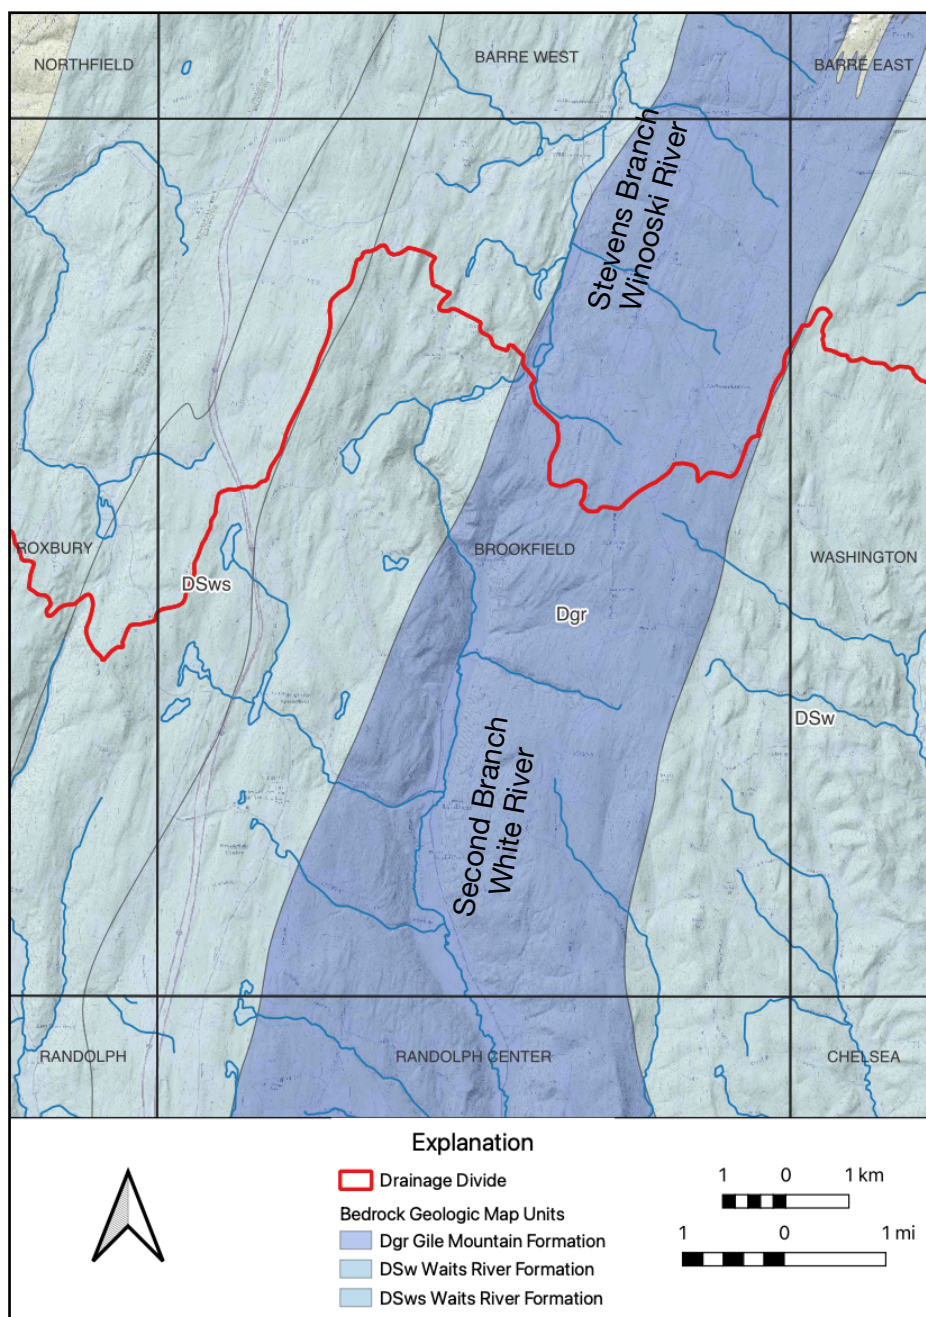 NORTHFIELD
BARRE WEST
BARRE EAST
Stevens Branch
Winooski River
ROXBURY
BROOKFIELD
WASHINGTON
DSws
Dgr
DSw
Second Branch
White River
RANDOLPH
RANDOLPH CENTER
CHELSEA
Explanation
Drainage Divide
Bedrock Geologic Map Units
Dgr Gile Mountain Formation
DSw Waits River Formation
DSws Waits River Formation
1 0 1 km
1 0 1 mi